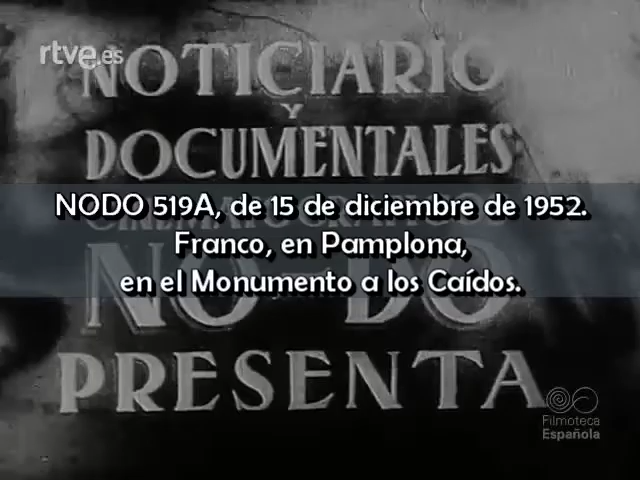 rtve.es
NOTICIARIO
Y
DOCUMENTALES
CINEMATOGRAFICOS
NODO 519A, de 15 de diciembre de 1952.
Franco, en Pamplona,
en el Monumento a los Caídos.
NO-DO
PRESENTA
Filmoteca
Española